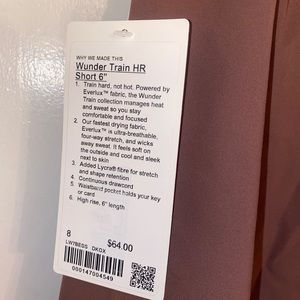 WHY WE MADE THIS
Wunder Train HR
Short 6"
1. Train hard, not hot. Powered by
Everlux™ fabric, the Wunder
Train collection manages heat
and sweat so you stay
comfortable and focused
2. Our fastest drying fabric,
Everlux™ is ultra-breathable,
four-way stretch, and wicks
away sweat. It feels soft on
the outside and cool and sleek
next to skin
3. Added Lycra® fibre for stretch
and shape retention
4. Continuous drawcord
5. Waistband pocket holds your key
or card
6. High rise, 6" length
8
$64.00
LW7BEGS DKOX
000147004549